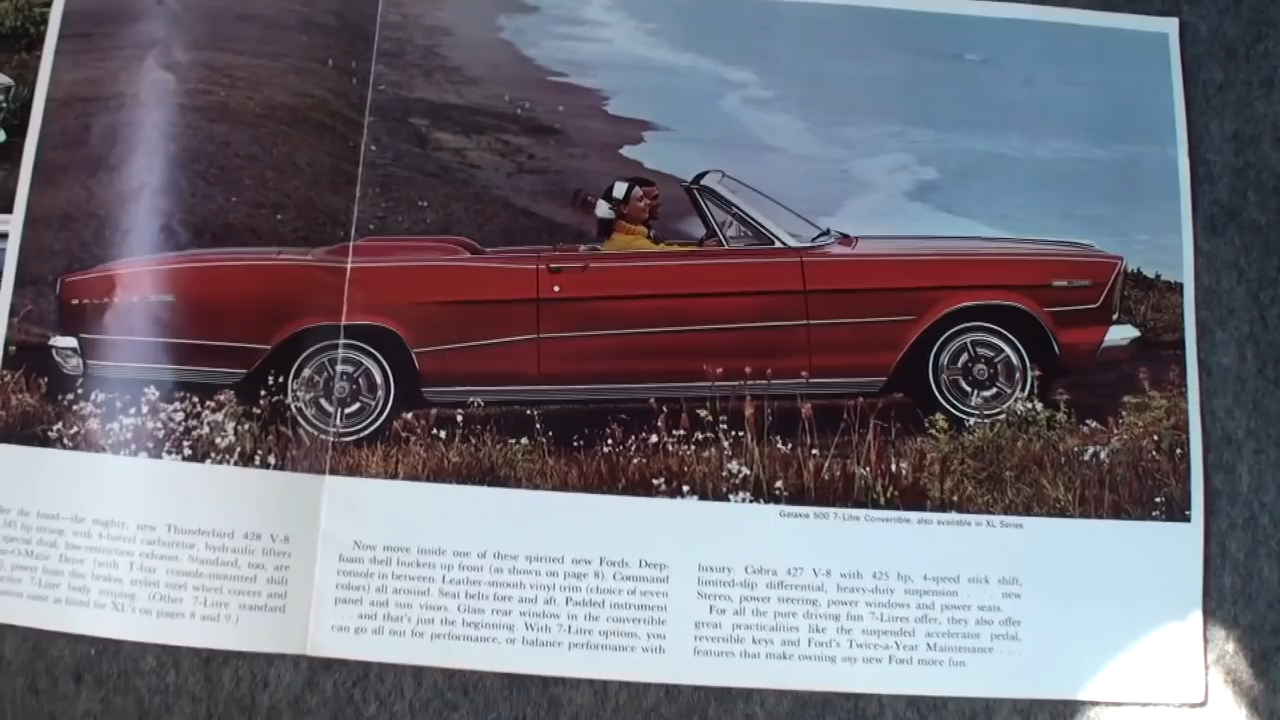 GALAXIE 500
Galaxie 500 7-Litre Convertible; also available in XL Series
der the hood—the mighty, new Thunderbird 428 V-8.
345 hp strong, with 4-barrel carburetor, hydraulic lifters
special dual, low-restriction exhaust. Standard, too, are
se-O-Matic Drive (with T-bar console-mounted shift
power front disc brakes, styled steel wheel covers and
ctive 7-Litre body striping. (Other 7-Litre standard
same as listed for XL's on pages 8 and 9.)
Now move inside one of these spirited new Fords. Deep-
foam shell buckets up front (as shown on page 8). Command
console in between. Leather-smooth vinyl trim (choice of seven
colors) all around. Seat belts fore and aft. Padded instrument
panel and sun visors. Glass rear window in the convertible
. . . and that's just the beginning. With 7-Litre options, you
can go all out for performance, or balance performance with
luxury. Cobra 427 V-8 with 425 hp, 4-speed stick shift,
limited-slip differential, heavy-duty suspension . . . new
Stereo, power steering, power windows and power seats.
For all the pure driving fun 7-Litres offer, they also offer
great practicalities like the suspended accelerator pedal,
reversible keys and Ford's Twice-a-Year Maintenance . . .
features that make owning any new Ford more fun.